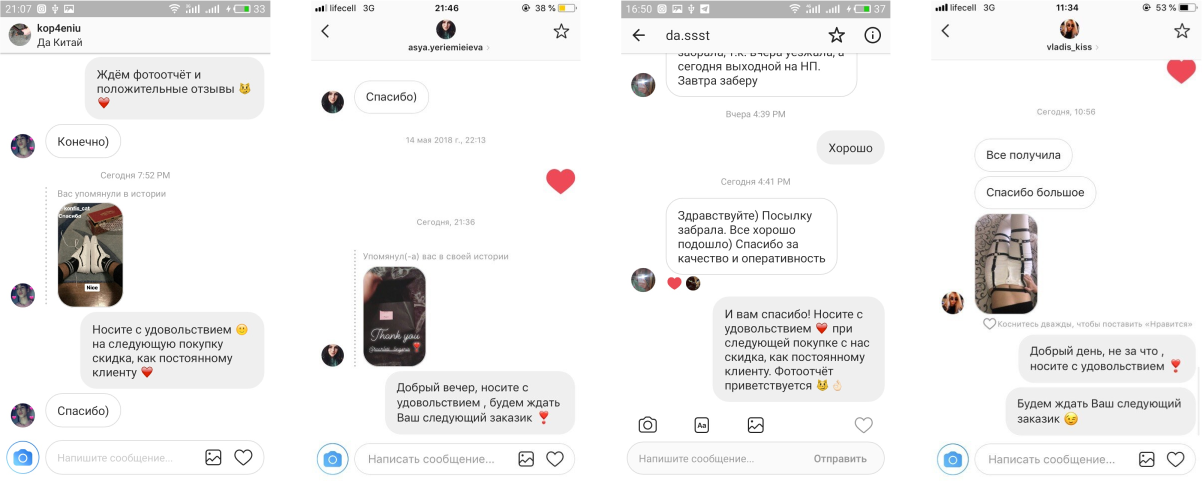 21:07
33
kop4eniu
Да Китай
Ждём фотоотчёт и
положительные отзывы 😼
❤️
Конечно)
Сегодня 7:52 PM
Вас упомянули в истории
Спасибо
Nice
Носите с удовольствием 🙂
на следующую покупку
скидка, как постоянному
клиенту ❤️
Спасибо)
Напишите сообщение...
lifecell 3G
21:46
38 %
asya.yeriemieieva
Спасибо)
14 мая 2018 г., 22:13
Сегодня, 21:36
Упомянул(-а) вас в своей истории
Thank you
Добрый вечер, носите с
удовольствием , будем ждать
Ваш следующий заказик ❣️
Написать сообщение...
16:50
37
da.ssst
забрала, т.к. вчера уезжала, а
сегодня выходной на НП.
Завтра заберу
Вчера 4:39 PM
Хорошо
Сегодня 4:41 PM
Здравствуйте) Посылку
забрала. Все хорошо
подошло) Спасибо за
качество и оперативность
И вам спасибо! Носите с
удовольствием ❤️ при
следующей покупке с нас
скидка, как постоянному
клиенту. Фотоотчёт
приветствуется 😼👌🏻
Aa
Напишите сообщение...
Отправить
lifecell 3G
11:34
53 %
vladis_kiss
Сегодня, 10:56
Все получила
Спасибо большое
Коснитесь дважды, чтобы поставить «Нравится»
Добрый день, не за что ,
носите с удовольствием ❣️
Будем ждать Ваш следующий
заказик 😉
Написать сообщение...